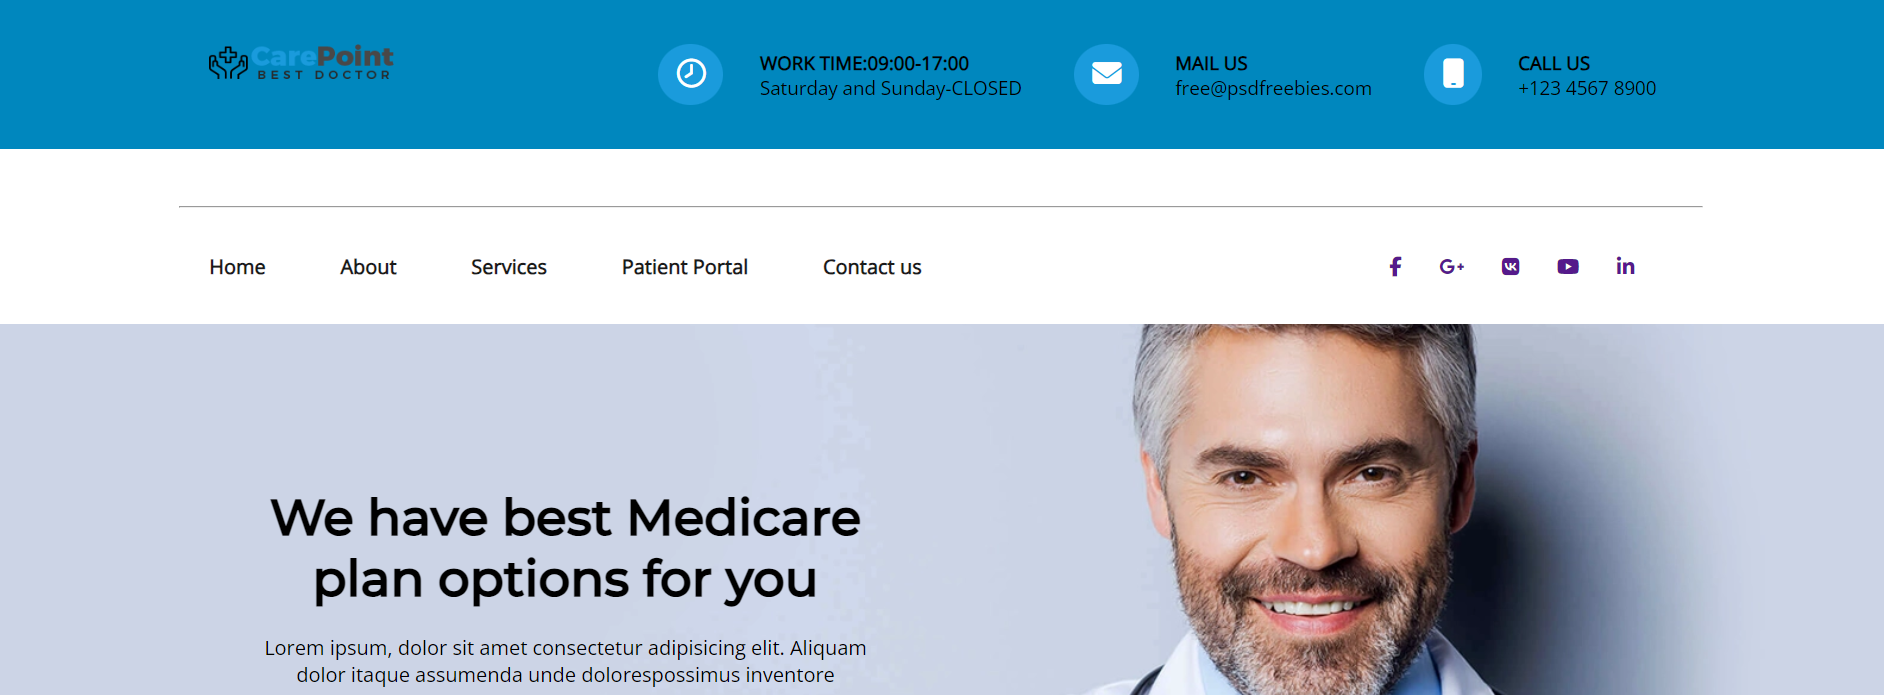 CarePoint
BEST DOCTOR
WORK TIME:09:00-17:00
Saturday and Sunday-CLOSED
MAIL US
free@psdfreebies.com
CALL US
+123 4567 8900
Home About Services Patient Portal Contact us
We have best Medicare
plan options for you
Lorem ipsum, dolor sit amet consectetur adipisicing elit. Aliquam
dolor itaque assumenda unde dolorespossimus inventore